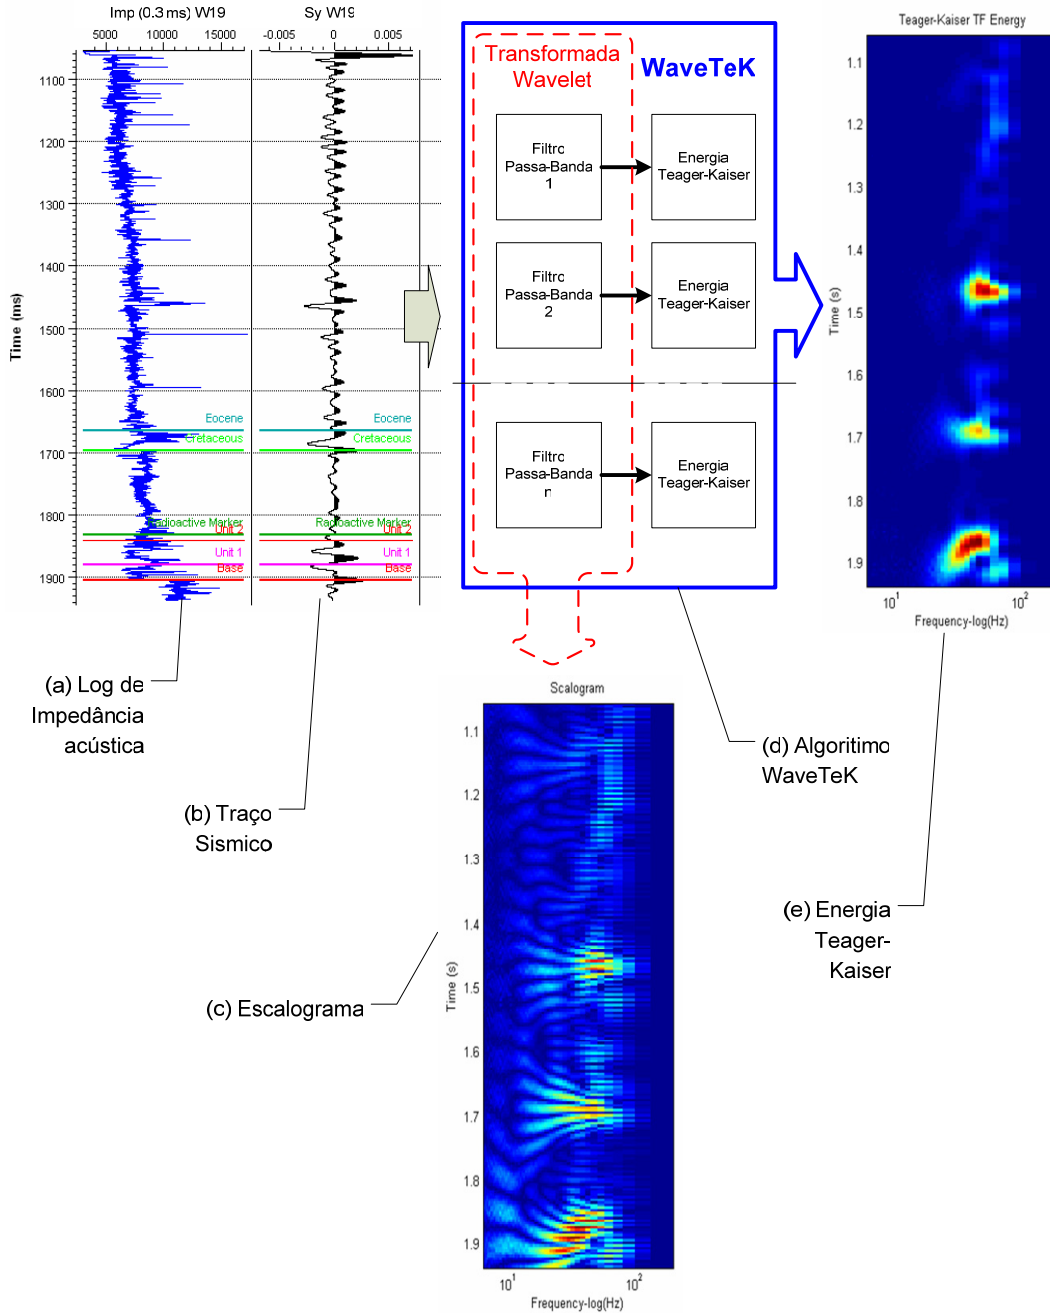 Imp (0.3 ms) W19
5000 10000 15000
Sy W19
-0.005 0 0.005
Time (ms)
1100
1200
1300
1400
1500
1600
1700
1800
1900
Eocene
Cretaceous
Radioactive Marker
Unit 2
Unit 1
Base
Eocene
Cretaceous
Radioactive Marker
Unit 2
Unit 1
Base
Transformada
Wavelet
WaveTeK
Filtro
Passa-Banda
1
Energia
Teager-Kaiser
Filtro
Passa-Banda
2
Energia
Teager-Kaiser
Filtro
Passa-Banda
n
Energia
Teager-Kaiser
Teager-Kaiser TF Energy
Time (s)
1.1
1.2
1.3
1.4
1.5
1.6
1.7
1.8
1.9
10¹ 10²
Frequency-log(Hz)
(a) Log de
Impedância
acústica
(b) Traço
Sismico
(c) Escalograma
(d) Algoritimo
WaveTeK
(e) Energia
Teager-
Kaiser
Scalogram
Time (s)
1.1
1.2
1.3
1.4
1.5
1.6
1.7
1.8
1.9
10¹ 10²
Frequency-log(Hz)